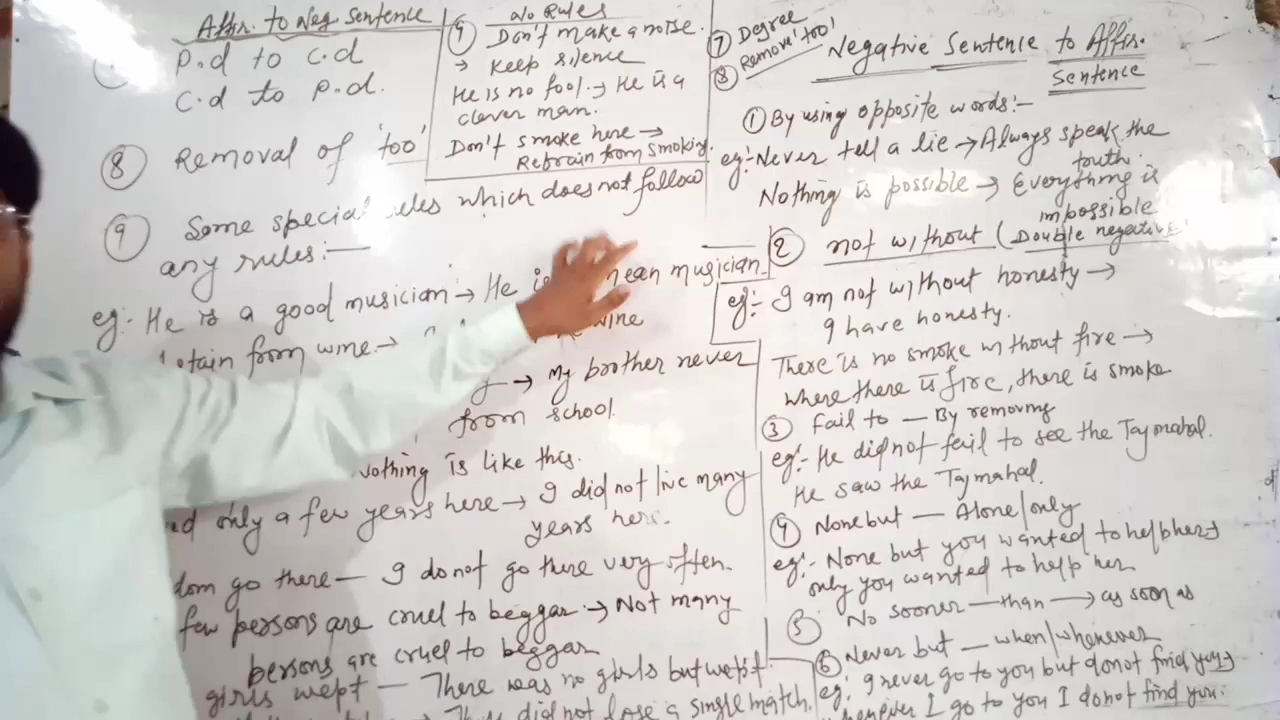 Affir. to Neg. Sentence
P.d to C.d
C.d to P.d.
⑧ Removal of 'too'
⑨ Some special rules which does not follow
any rules:—
eg:- He is a good musician → He is mean musician.
from wine → wine
→ My brother never
from school.
Nothing is like this.
only a few years here → I did not live many
years here.
go there — I do not go there very often.
few persons are cruel to beggar → Not many
persons are cruel to beggar
girls wept — There was no girls but wept
did not lose a single match.
No Rules
⑨ Don't make a noise.
→ Keep silence
He is no fool. → He is a
clever man.
Don't smoke here →
Refrain from smoking.
⑦ Degree
⑧ Remove 'too'
Negative Sentence to Affir.
Sentence
① By using opposite words:—
eg:- Never tell a lie → Always speak the
truth.
Nothing is possible → Everything is
impossible
② not without (Double negative)
eg:- I am not without honesty →
I have honesty.
There is no smoke without fire →
where there is fire, there is smoke
③ Fail to — By removing
eg:- He did not fail to see the Tajmahal.
He saw the Tajmahal.
④ None but — Alone/only
eg:- None but you wanted to help her →
only you wanted to help her
⑤ No sooner — than —→ as soon as
⑥ Never but — when/whenever
eg: I never go to you but do not find you →
whenever I go to you I do not find you.